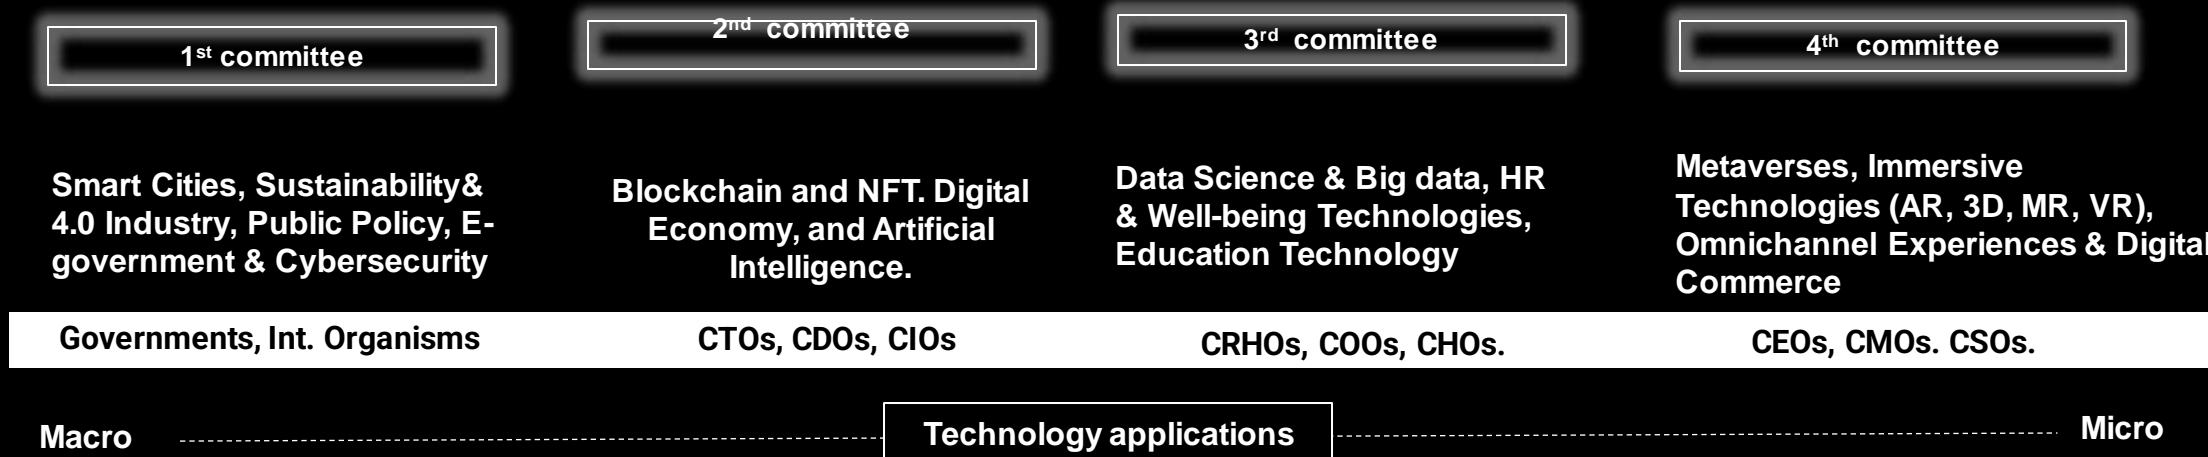 1st committee
2nd committee
3rd committee
4th committee
Smart Cities, Sustainability&
4.0 Industry, Public Policy, E-
government & Cybersecurity
Blockchain and NFT. Digital
Economy, and Artificial
Intelligence.
Data Science & Big data, HR
& Well-being Technologies,
Education Technology
Metaverses, Immersive
Technologies (AR, 3D, MR, VR),
Omnichannel Experiences & Digital
Commerce
Governments, Int. Organisms
CTOs, CDOs, CIOs
CRHOs, COOs, CHOs.
CEOs, CMOs. CSOs.
Macro
Technology applications
Micro